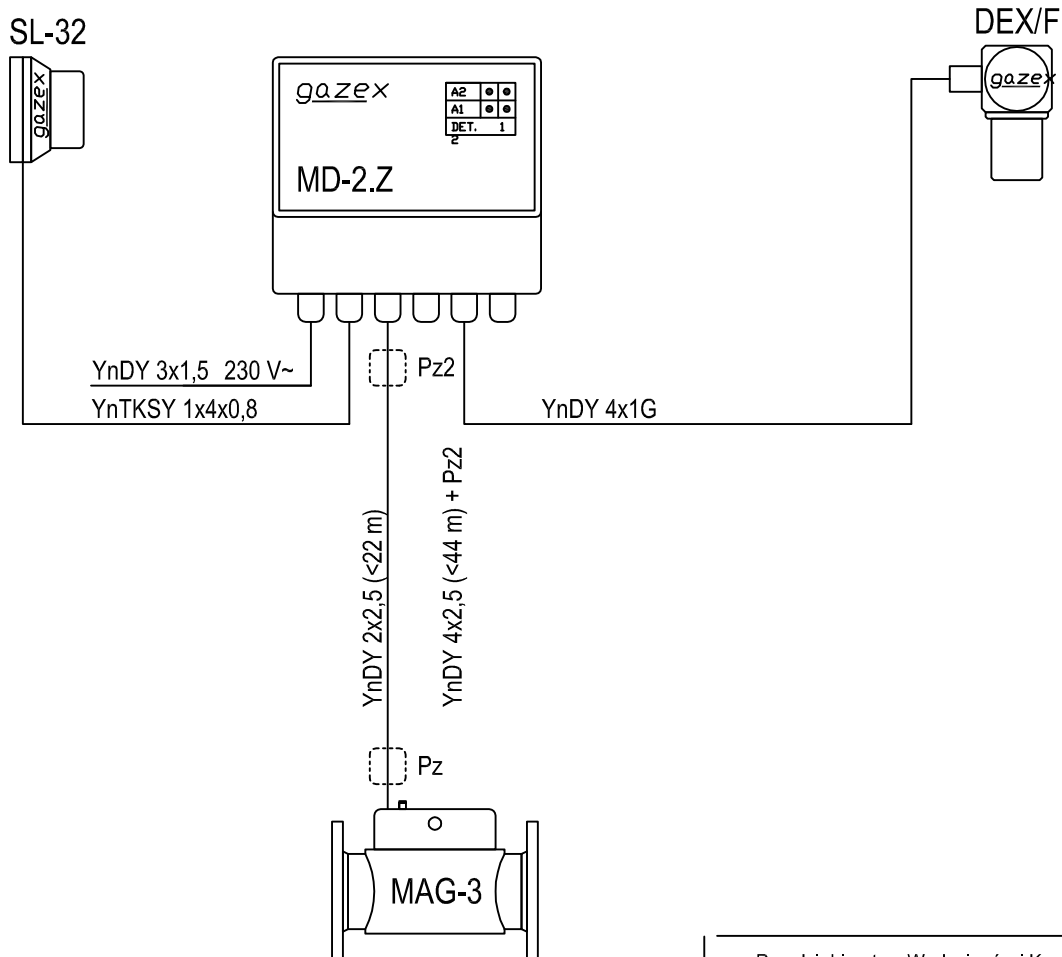 SL-32
DEX/F
gazex
gazex
A2
A1
DET. 1
2
gazex
MD-2.Z
YnDY 3x1,5 230 V~
Pz2
YnTKSY 1x4x0,8
YnDY 4x1G
YnDY 2x2,5 (<22 m)
YnDY 4x2,5 (<44 m) + Pz2
Pz
MAG-3